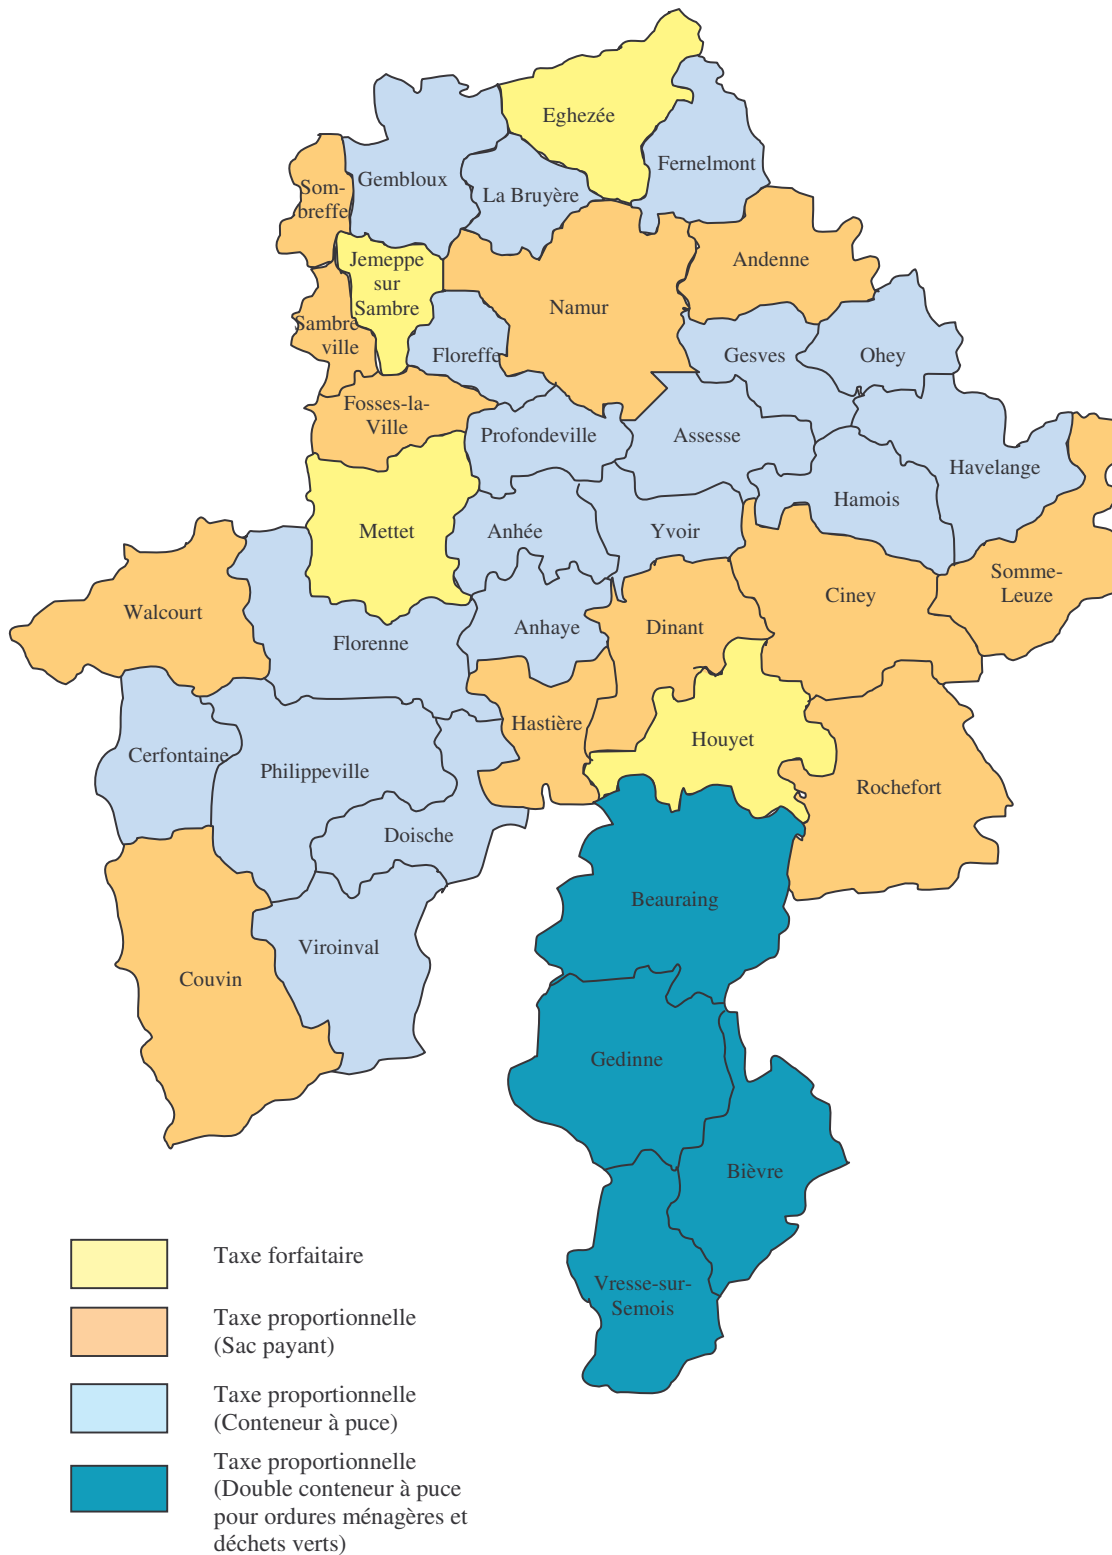 Eghezée
Fernelmont
Gembloux
La Bruyère
Som-
breffe
Jemeppe
sur
Sambre
Andenne
Namur
Sambre
ville
Floreffe
Gesves
Ohey
Fosses-la-
Ville
Profondeville
Assesse
Havelange
Hamois
Mettet
Anhée
Yvoir
Somme-
Leuze
Ciney
Walcourt
Florenne
Anhaye
Dinant
Hastière
Houyet
Cerfontaine
Philippeville
Rochefort
Doische
Beauraing
Viroinval
Couvin
Gedinne
Bièvre
Vresse-sur-
Semois
Taxe forfaitaire
Taxe proportionnelle
(Sac payant)
Taxe proportionnelle
(Conteneur à puce)
Taxe proportionnelle
(Double conteneur à puce
pour ordures ménagères et
déchets verts)